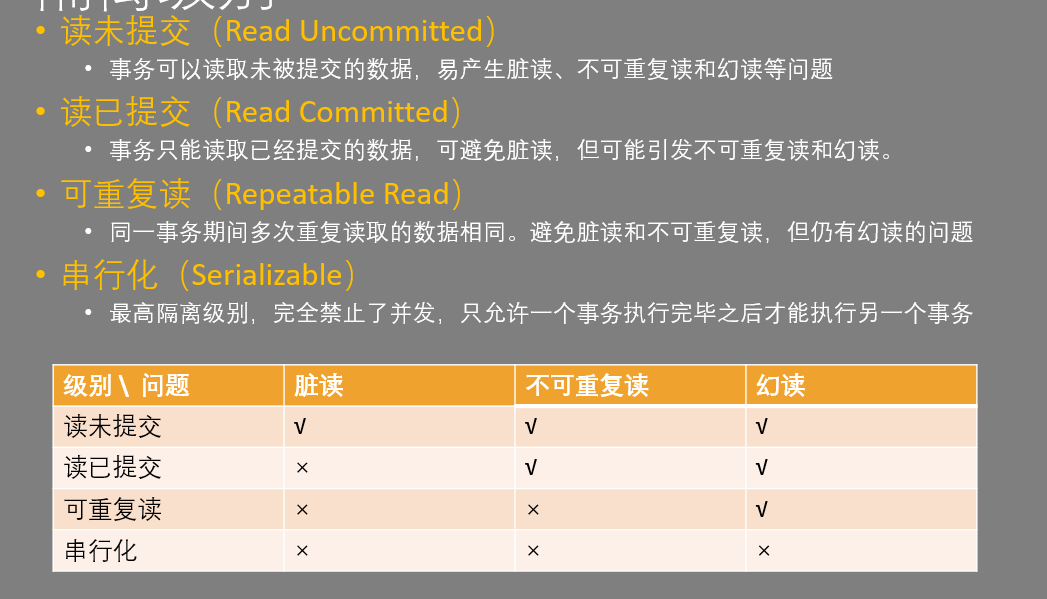 • 读未提交（Read Uncommitted）
• 事务可以读取未被提交的数据，易产生脏读、不可重复读和幻读等问题
• 读已提交（Read Committed）
• 事务只能读取已经提交的数据，可避免脏读，但可能引发不可重复读和幻读。
• 可重复读（Repeatable Read）
• 同一事务期间多次重复读取的数据相同。避免脏读和不可重复读，但仍有幻读的问题
• 串行化（Serializable）
• 最高隔离级别，完全禁止了并发，只允许一个事务执行完毕之后才能执行另一个事务
级别 \ 问题 脏读 不可重复读 幻读
读未提交 √ √ √
读已提交 × √ √
可重复读 × × √
串行化 × × ×